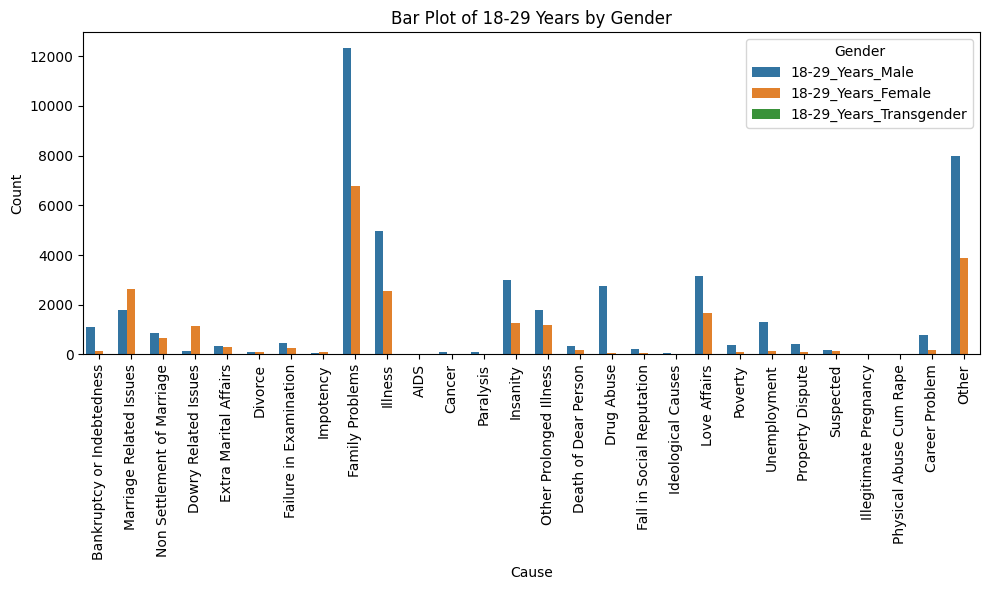 Bar Plot of 18-29 Years by Gender
Gender
18-29_Years_Male
18-29_Years_Female
18-29_Years_Transgender
Count
12000
10000
8000
6000
4000
2000
0
Bankruptcy or Indebtedness
Marriage Related Issues
Non Settlement of Marriage
Dowry Related Issues
Extra Marital Affairs
Divorce
Failure in Examination
Impotency
Family Problems
Illness
AIDS
Cancer
Paralysis
Insanity
Other Prolonged Illness
Death of Dear Person
Drug Abuse
Fall in Social Reputation
Ideological Causes
Love Affairs
Poverty
Unemployment
Property Dispute
Suspected
Illegitimate Pregnancy
Physical Abuse Cum Rape
Career Problem
Other
Cause